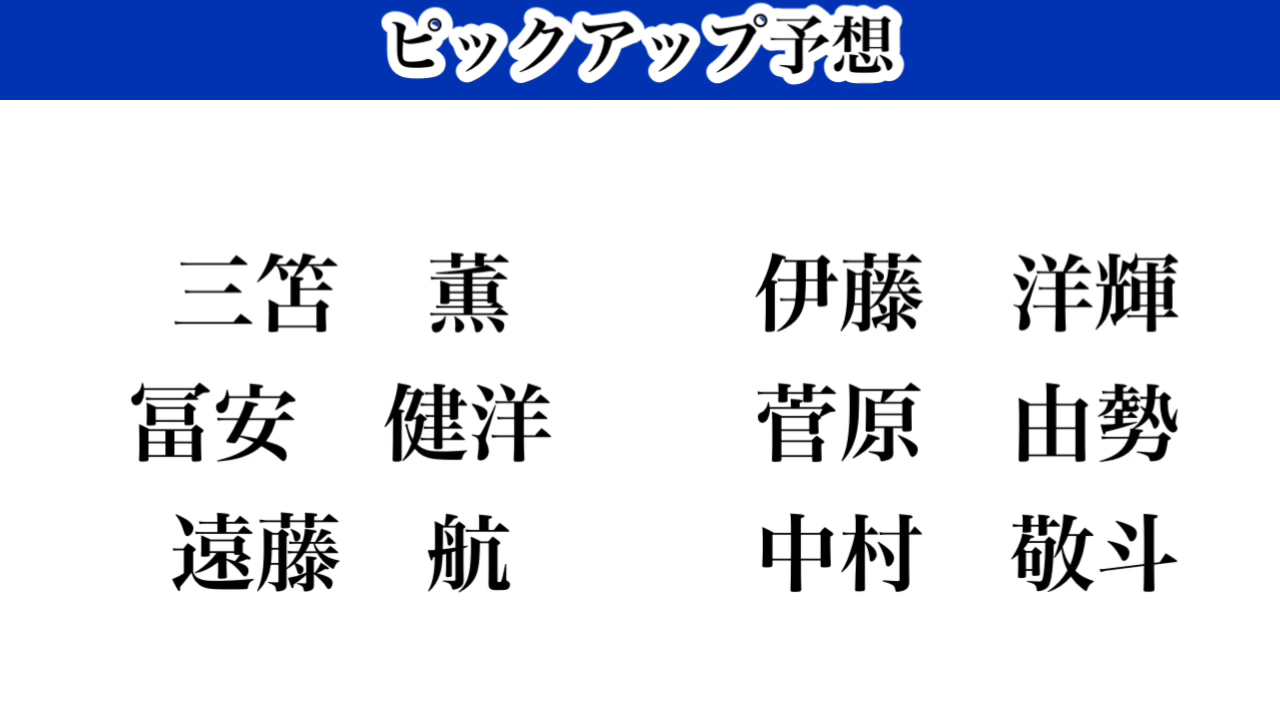 ピックアップ予想
三笘　薫　伊藤　洋輝
冨安　健洋　菅原　由勢
遠藤　航　中村　敬斗